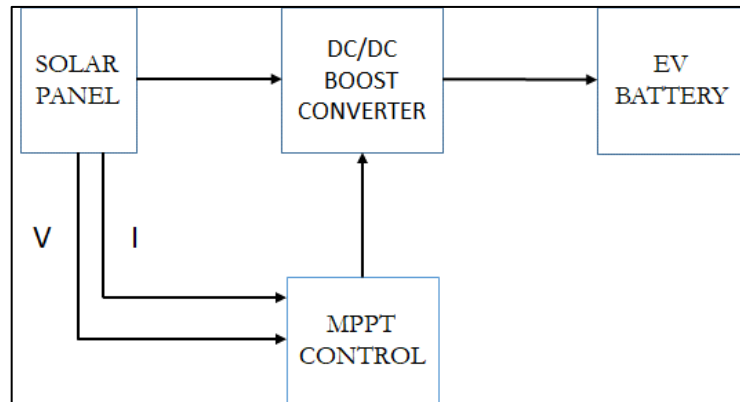 SOLAR
PANEL
DC/DC
BOOST
CONVERTER
EV
BATTERY
V
I
MPPT
CONTROL